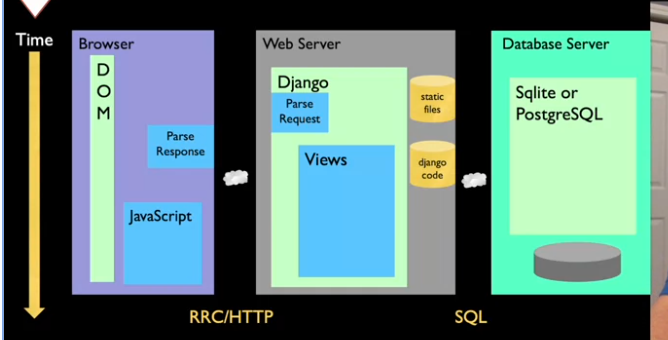 Time
Browser
D
O
M
Parse
Response
JavaScript
Web Server
Django
Parse
Request
Views
static
files
django
code
Database Server
Sqlite or
PostgreSQL
RRC/HTTP
SQL